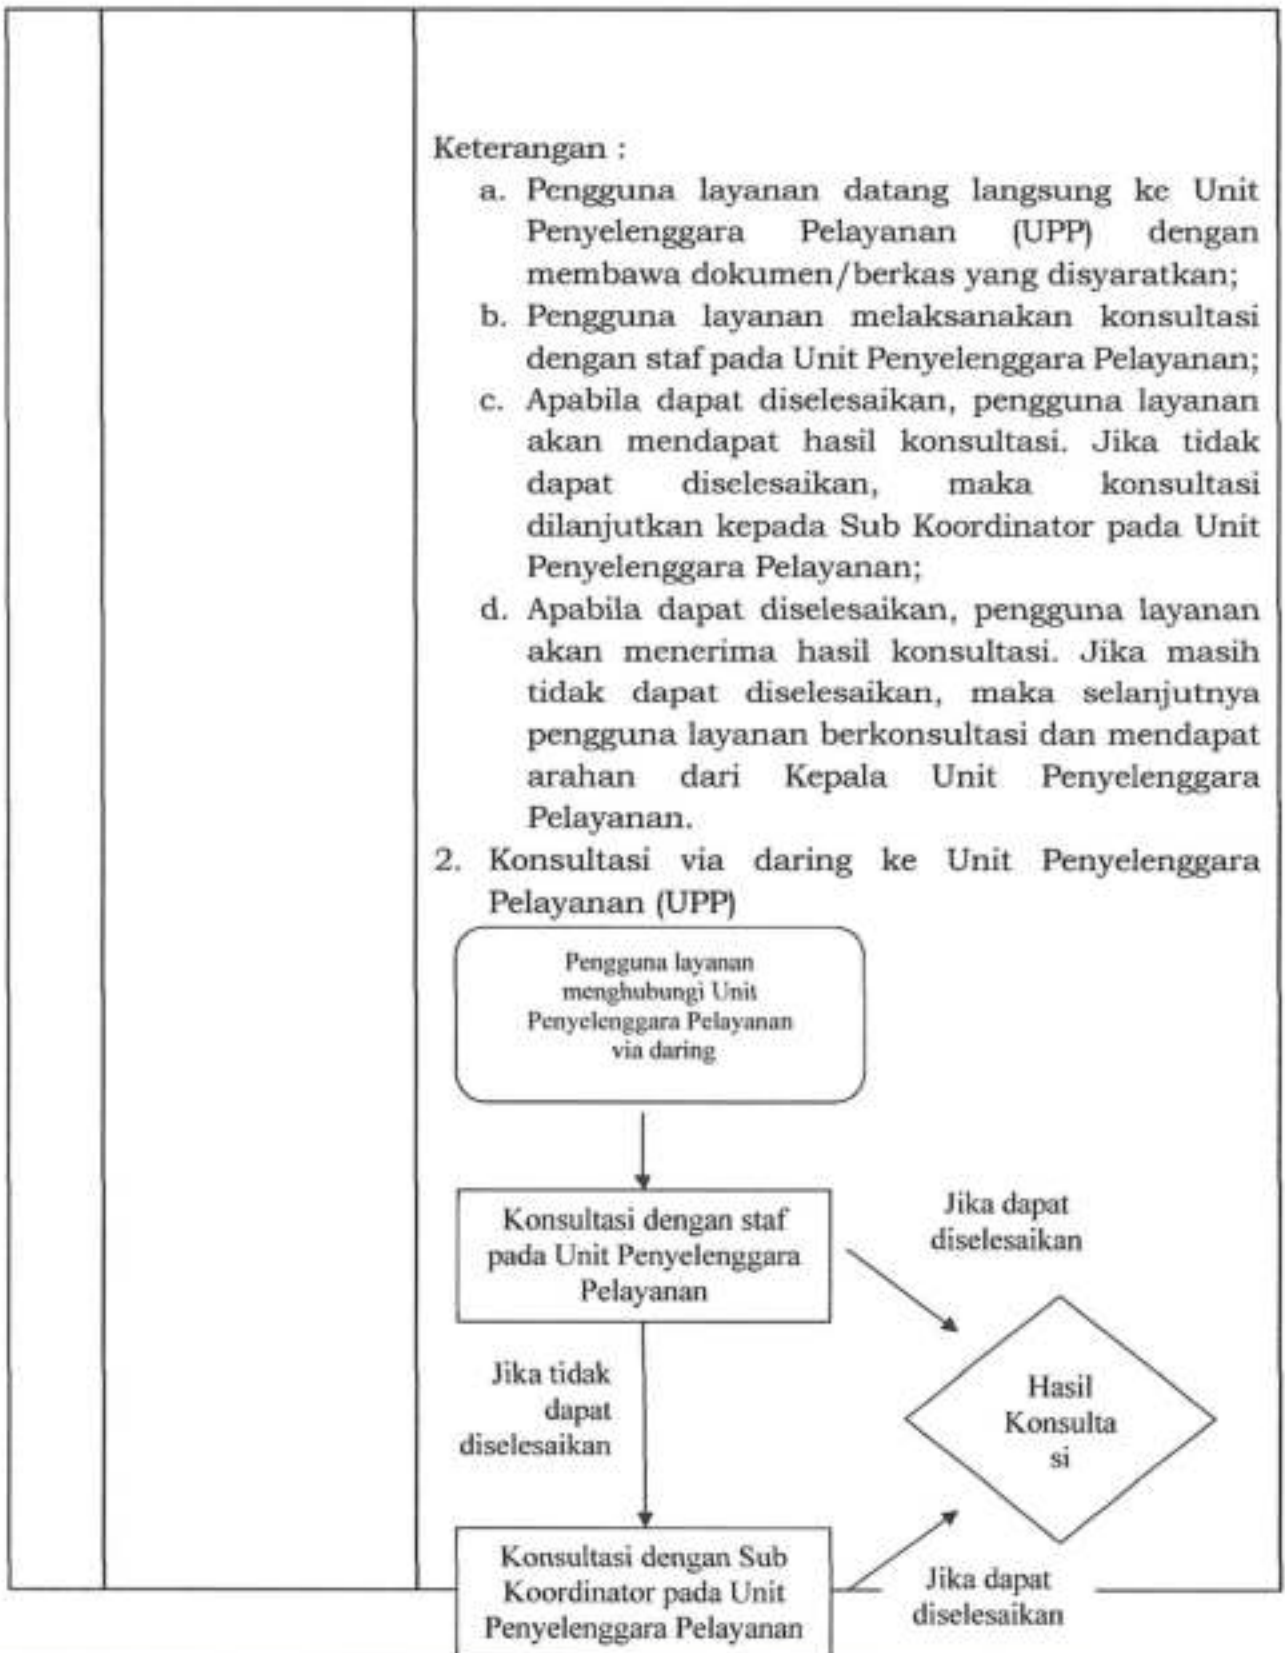 Keterangan :
a. Pengguna layanan datang langsung ke Unit
Penyelenggara Pelayanan (UPP) dengan
membawa dokumen/berkas yang disyaratkan;
b. Pengguna layanan melaksanakan konsultasi
dengan staf pada Unit Penyelenggara Pelayanan;
c. Apabila dapat diselesaikan, pengguna layanan
akan mendapat hasil konsultasi. Jika tidak
dapat diselesaikan, maka konsultasi
dilanjutkan kepada Sub Koordinator pada Unit
Penyelenggara Pelayanan;
d. Apabila dapat diselesaikan, pengguna layanan
akan menerima hasil konsultasi. Jika masih
tidak dapat diselesaikan, maka selanjutnya
pengguna layanan berkonsultasi dan mendapat
arahan dari Kepala Unit Penyelenggara
Pelayanan.
2. Konsultasi via daring ke Unit Penyelenggara
Pelayanan (UPP)
Pengguna layanan
menghubungi Unit
Penyelenggara Pelayanan
via daring
Konsultasi dengan staf
pada Unit Penyelenggara
Pelayanan
Jika dapat
diselesaikan
Jika tidak
dapat
diselesaikan
Hasil
Konsulta
si
Konsultasi dengan Sub
Koordinator pada Unit
Penyelenggara Pelayanan
Jika dapat
diselesaikan